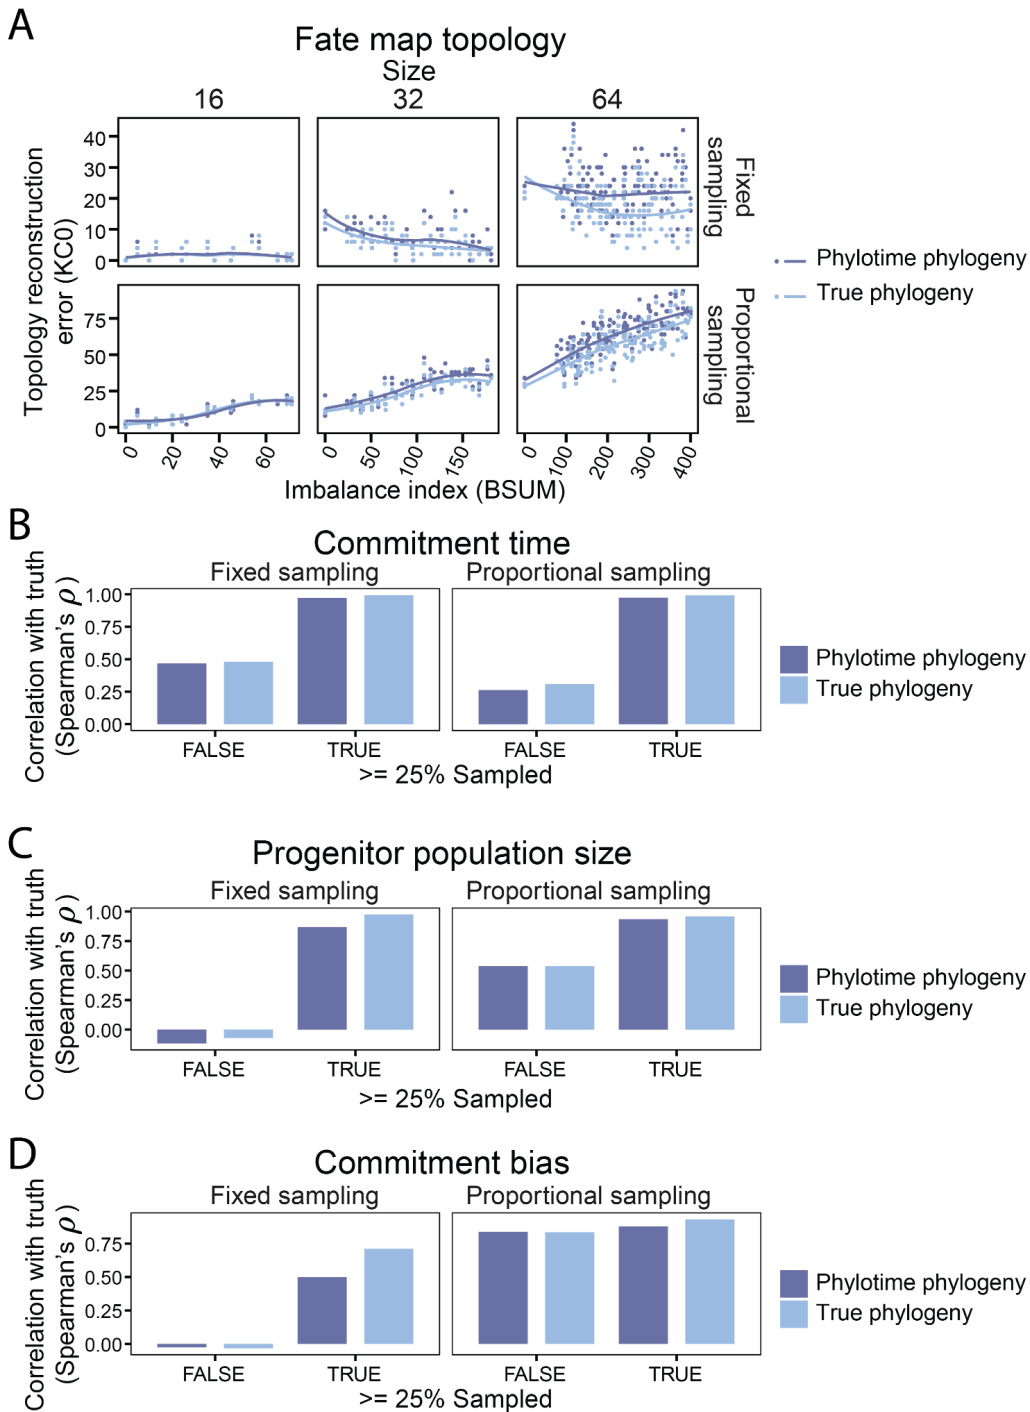 A
Fate map topology
Size
16 32 64
Topology reconstruction
error (KC0)
40
30
20
10
0
Fixed
sampling
75
50
25
0
Proportional
sampling
0 20 40 60
0 50 100 150
0 100 200 300 400
Imbalance index (BSUM)
Phylotime phylogeny
True phylogeny
B
Commitment time
Fixed sampling Proportional sampling
Correlation with truth
(Spearman's ρ)
1.00
0.75
0.50
0.25
0.00
FALSE TRUE FALSE TRUE
>= 25% Sampled
Phylotime phylogeny
True phylogeny
C
Progenitor population size
Fixed sampling Proportional sampling
Correlation with truth
(Spearman's ρ)
1.00
0.75
0.50
0.25
0.00
FALSE TRUE FALSE TRUE
>= 25% Sampled
Phylotime phylogeny
True phylogeny
D
Commitment bias
Fixed sampling Proportional sampling
Correlation with truth
(Spearman's ρ)
0.75
0.50
0.25
0.00
FALSE TRUE FALSE TRUE
>= 25% Sampled
Phylotime phylogeny
True phylogeny